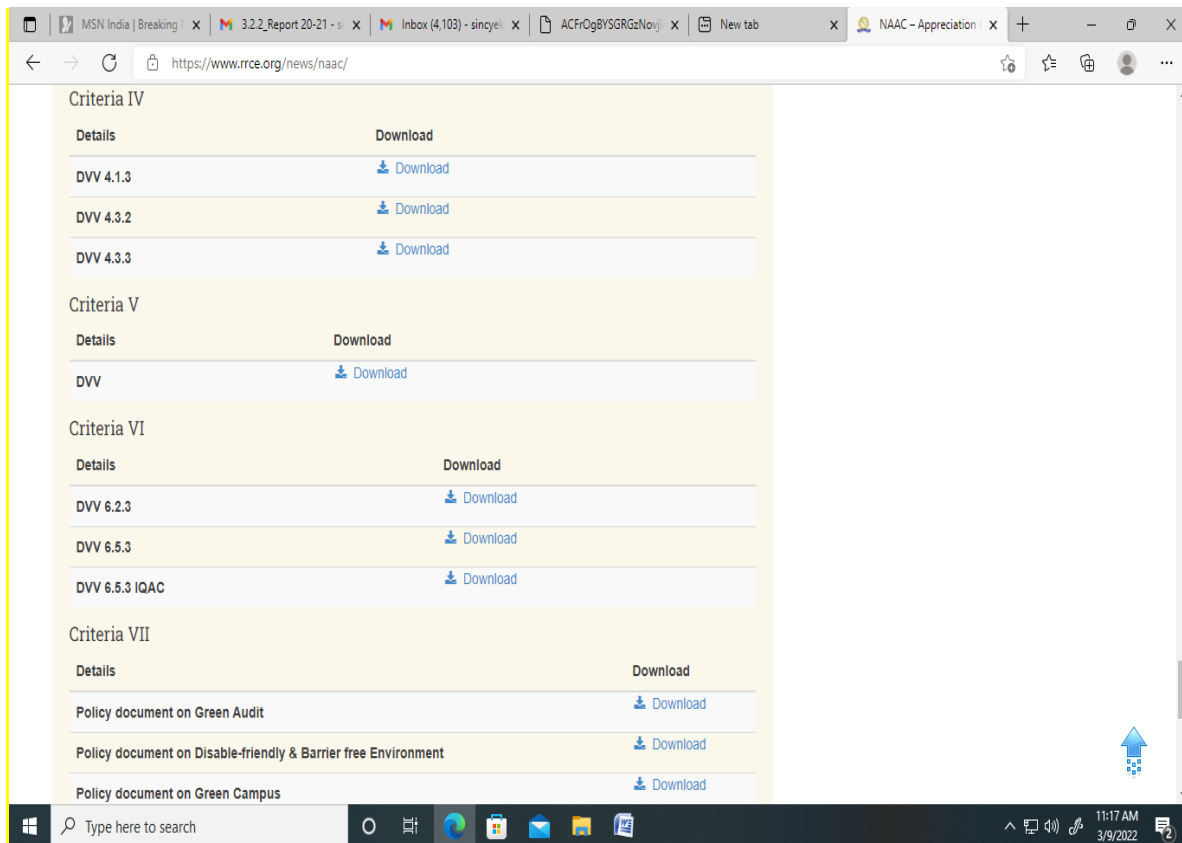 MSN India | Breaking
3.2.2_Report 20-21 - si
Inbox (4,103) - sincyek
ACFrOgBYSGRGzNovj
New tab
NAAC – Appreciation
https://www.rrce.org/news/naac/
Criteria IV
Details Download
DVV 4.1.3 Download
DVV 4.3.2 Download
DVV 4.3.3 Download
Criteria V
Details Download
DVV Download
Criteria VI
Details Download
DVV 6.2.3 Download
DVV 6.5.3 Download
DVV 6.5.3 IQAC Download
Criteria VII
Details Download
Policy document on Green Audit Download
Policy document on Disable-friendly & Barrier free Environment Download
Policy document on Green Campus Download
Type here to search
11:17 AM
3/9/2022
2